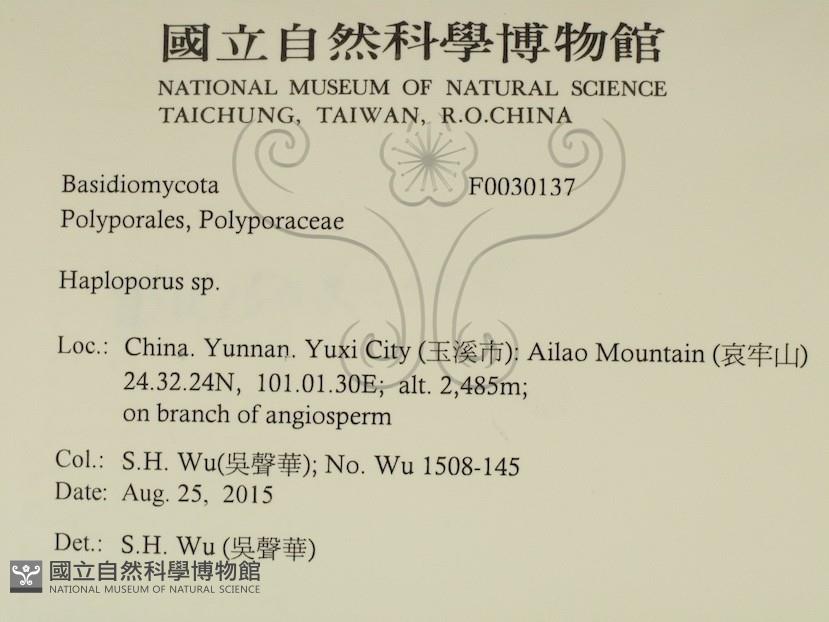 國立自然科學博物館
NATIONAL MUSEUM OF NATURAL SCIENCE
TAICHUNG, TAIWAN, R.O.CHINA
Basidiomycota F0030137
Polyporales, Polyporaceae
Haploporus sp.
Loc.: China. Yunnan. Yuxi City (玉溪市): Ailao Mountain (哀牢山)
24.32.24N, 101.01.30E; alt. 2,485m;
on branch of angiosperm
Col.: S.H. Wu(吳聲華); No. Wu 1508-145
Date: Aug. 25, 2015
Det.: S.H. Wu (吳聲華)
國立自然科學博物館
NATIONAL MUSEUM OF NATURAL SCIENCE